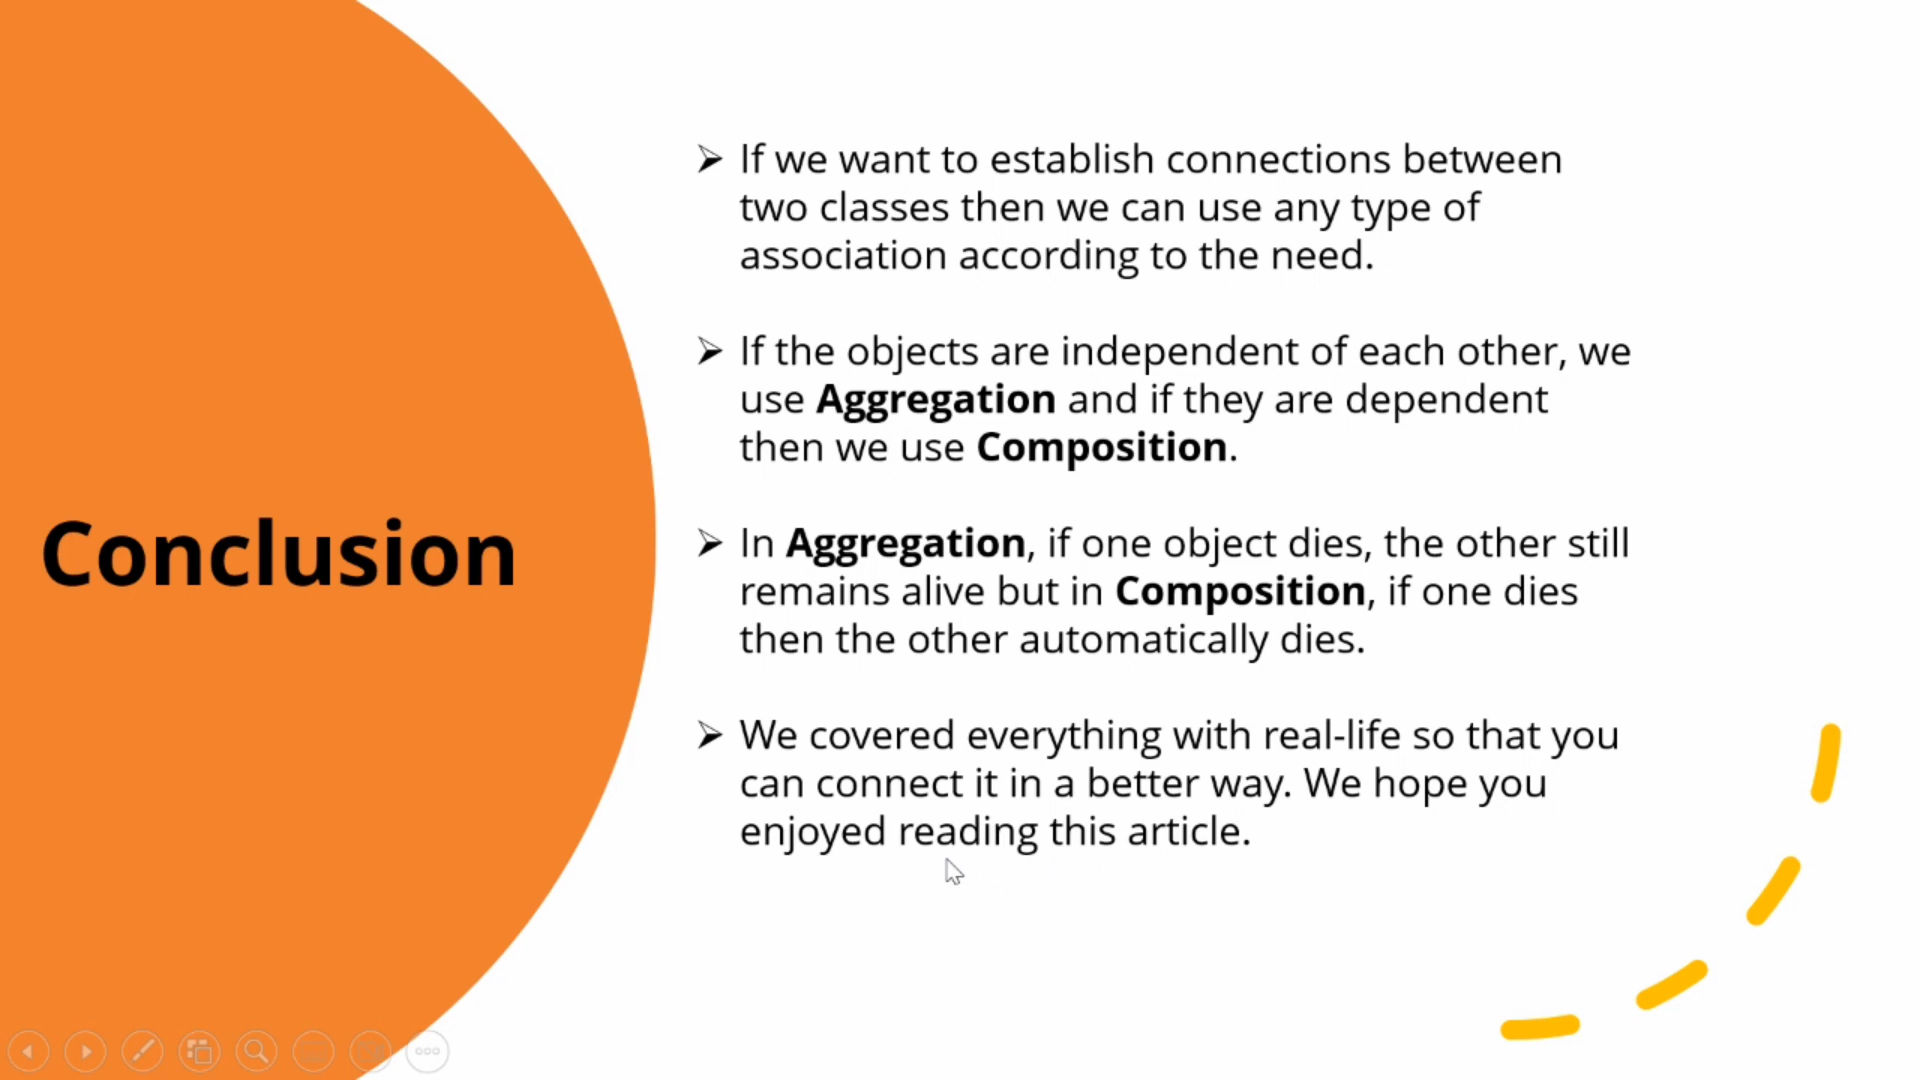 Conclusion
➢ If we want to establish connections between
two classes then we can use any type of
association according to the need.
➢ If the objects are independent of each other, we
use Aggregation and if they are dependent
then we use Composition.
➢ In Aggregation, if one object dies, the other still
remains alive but in Composition, if one dies
then the other automatically dies.
➢ We covered everything with real-life so that you
can connect it in a better way. We hope you
enjoyed reading this article.